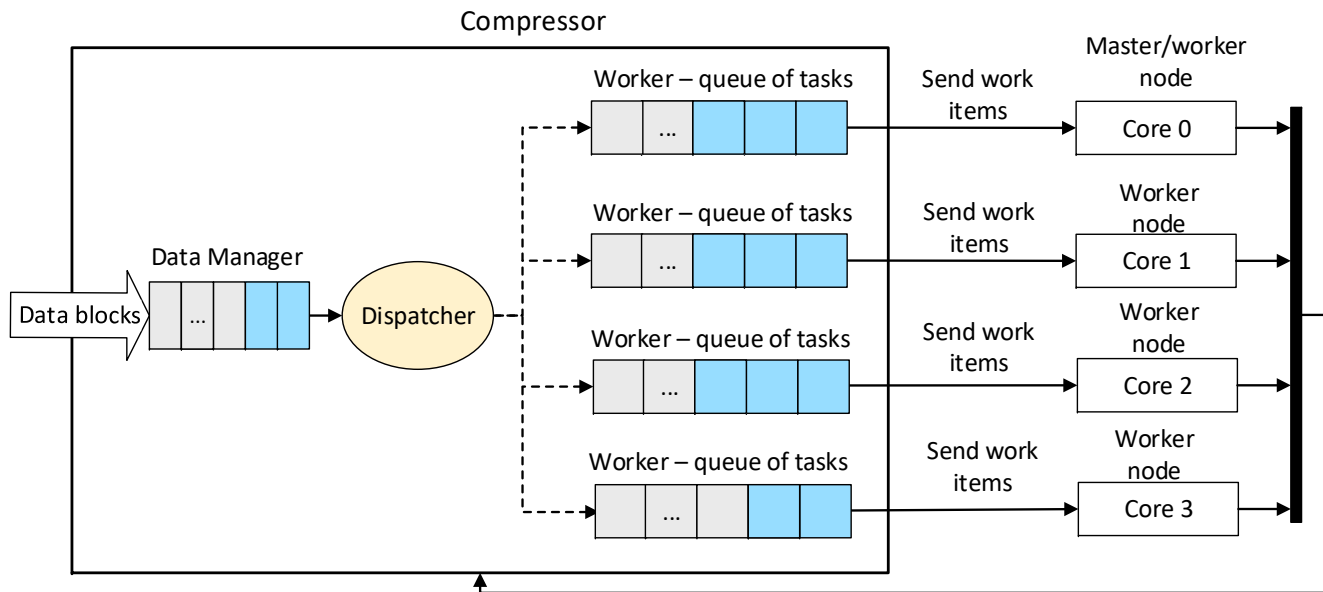 Compressor
Master/worker
node
Worker – queue of tasks
Send work
items
...
Core 0
Worker – queue of tasks
Send work
items
Worker
node
...
Core 1
Data Manager
Data blocks
...
Dispatcher
Worker – queue of tasks
Send work
items
Worker
node
...
Core 2
Worker – queue of tasks
Send work
items
Worker
node
...
Core 3